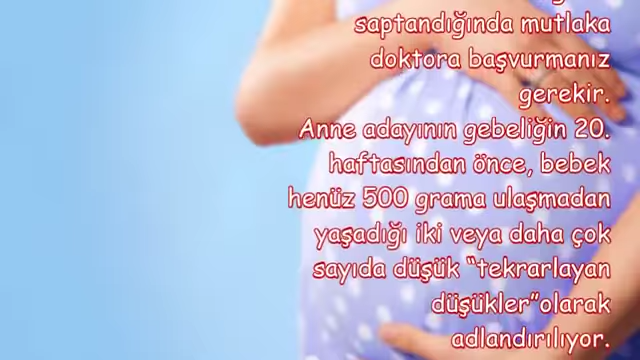 saptandığında mutlaka
doktora başvurmanız
gerekir.
Anne adayının gebeliğin 20.
haftasından önce, bebek
henüz 500 grama ulaşmadan
yaşadığı iki veya daha çok
sayıda düşük “tekrarlayan
düşükler”olarak
adlandırılıyor.